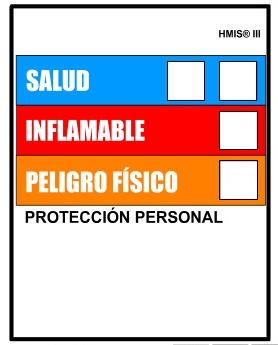 HMIS® III
SALUD
INFLAMABLE
PELIGRO FÍSICO
PROTECCIÓN PERSONAL